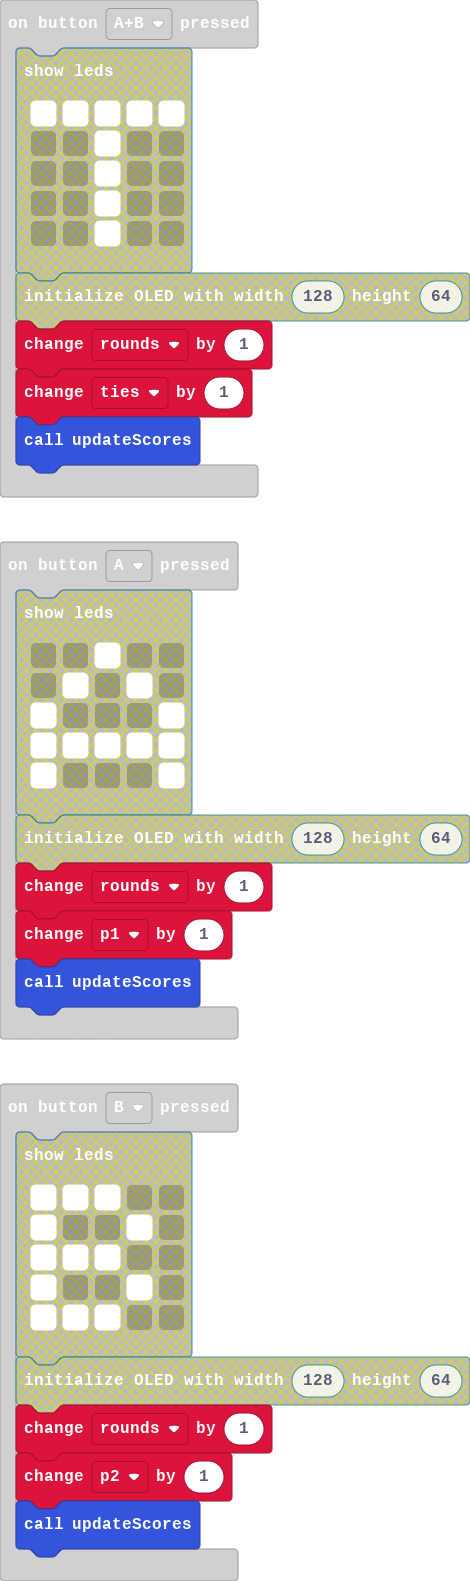 on button A+B pressed
show leds
initialize OLED with width 128 height 64
change rounds by 1
change ties by 1
call updateScores
on button A pressed
show leds
initialize OLED with width 128 height 64
change rounds by 1
change p1 by 1
call updateScores
on button B pressed
show leds
initialize OLED with width 128 height 64
change rounds by 1
change p2 by 1
call updateScores